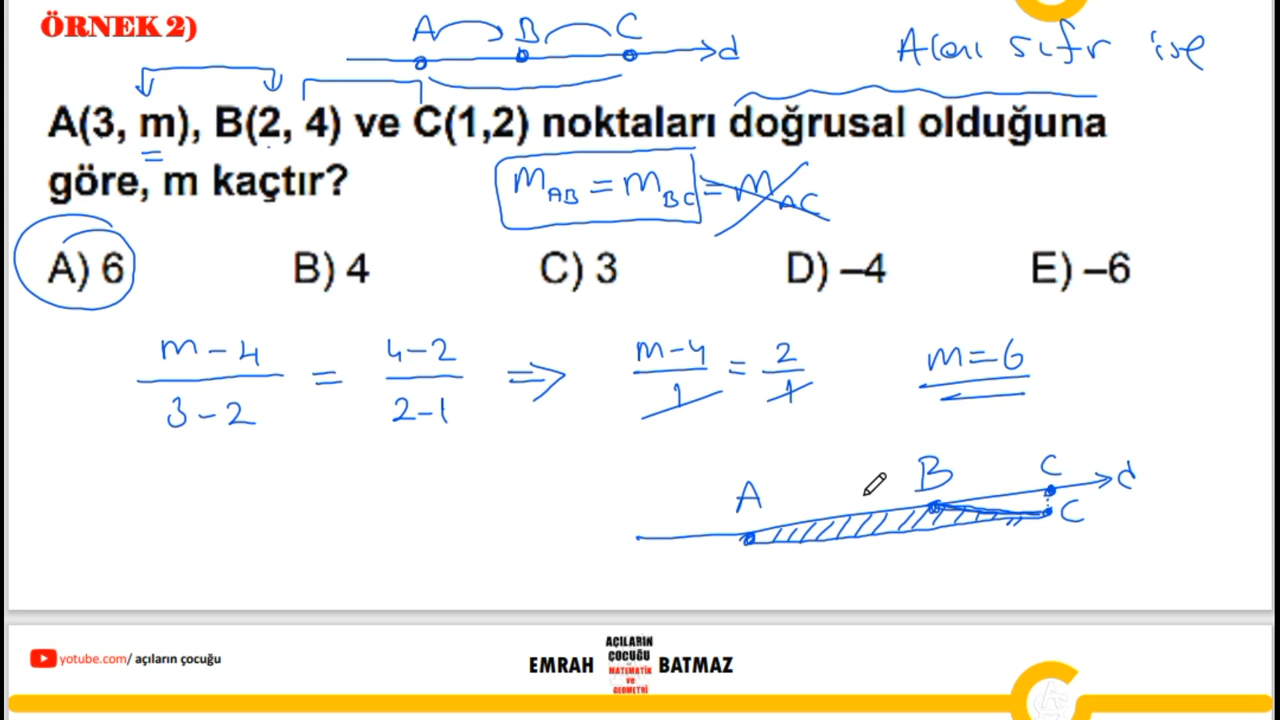 ÖRNEK 2)
A B C d
Alanı sıfır ise
A(3, m), B(2, 4) ve C(1,2) noktaları doğrusal olduğuna
göre, m kaçtır?
m_AB = m_BC = m_AC
A) 6 B) 4 C) 3 D) –4 E) –6
m-4/3-2 = 4-2/2-1 ⇒ m-4/1 = 2/1 m=6
A B C d
C
yotube.com/ açıların çocuğu
EMRAH AÇILARIN ÇOCUĞU MATEMATİK ve GEOMETRİ BATMAZ